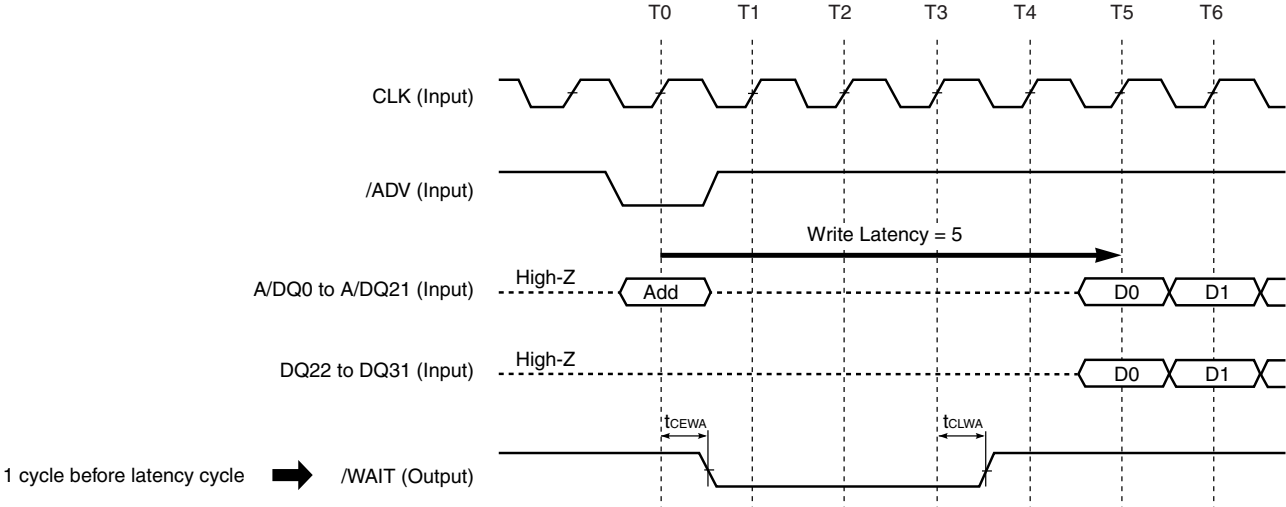 T0 T1 T2 T3 T4 T5 T6
CLK (Input)
/ADV (Input)
Write Latency = 5
A/DQ0 to A/DQ21 (Input) High-Z Add D0 D1
DQ22 to DQ31 (Input) High-Z D0 D1
tCEWA tCLWA
1 cycle before latency cycle /WAIT (Output)